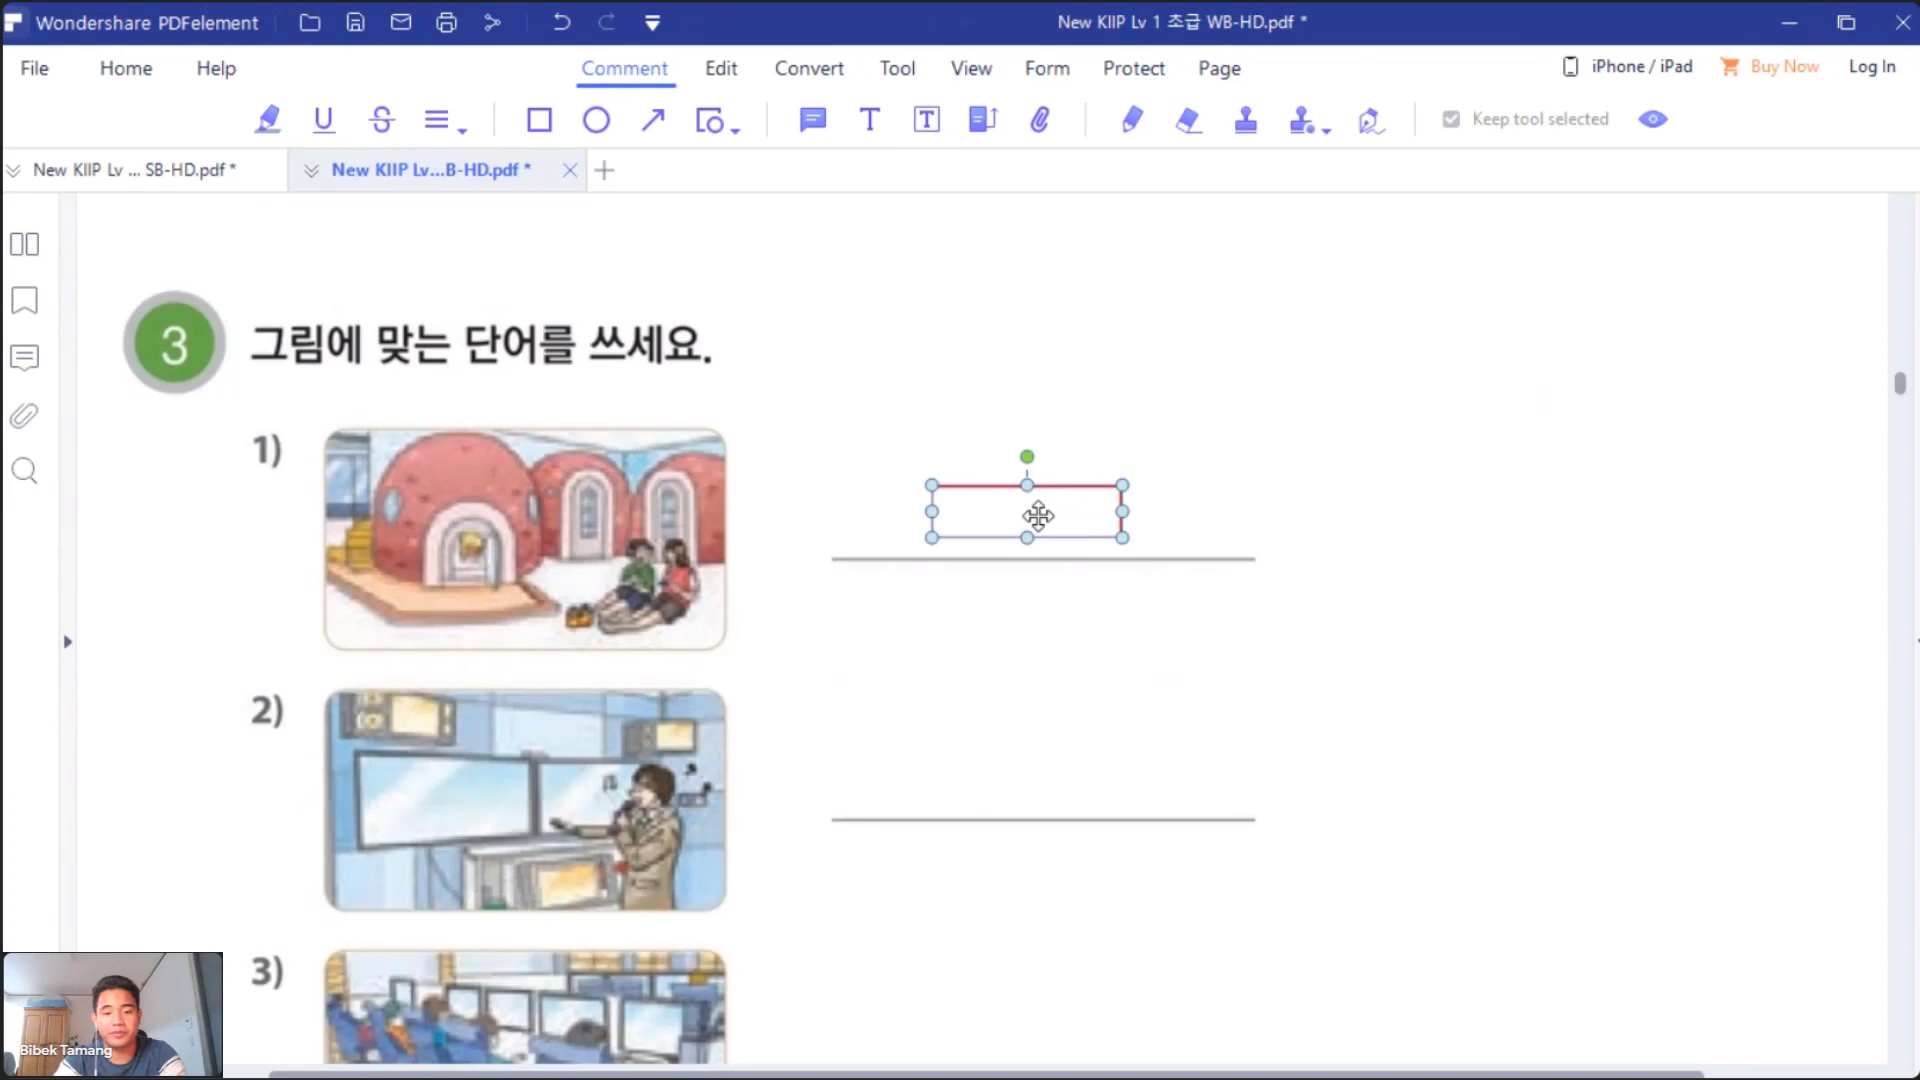 Wondershare PDFelement
New KIIP Lv 1 초급 WB-HD.pdf *
File Home Help
Comment Edit Convert Tool View Form Protect Page
iPhone / iPad Buy Now Log In
Keep tool selected
New KIIP Lv ... SB-HD.pdf *
New KIIP Lv...B-HD.pdf *
3 그림에 맞는 단어를 쓰세요.
1)
2)
3)
Bibek Tamang